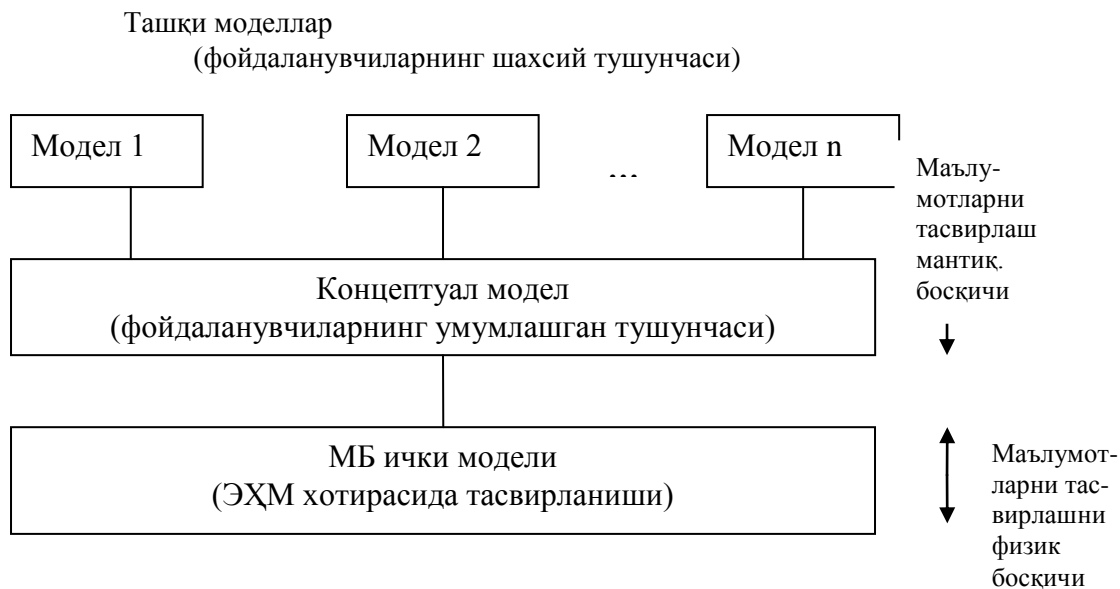 Ташқи моделлар
(фойдаланувчиларнинг шахсий тушунчаси)
Модел 1
Модел 2
...
Модел n
Маълу-
мотларни
тасвирлаш
мантиқ.
босқичи
Концептуал модел
(фойдаланувчиларнинг умумлашган тушунчаси)
МБ ички модели
(ЭҲМ хотирасида тасвирланиши)
Маълумот-
ларни тас-
вирлашни
физик
босқичи